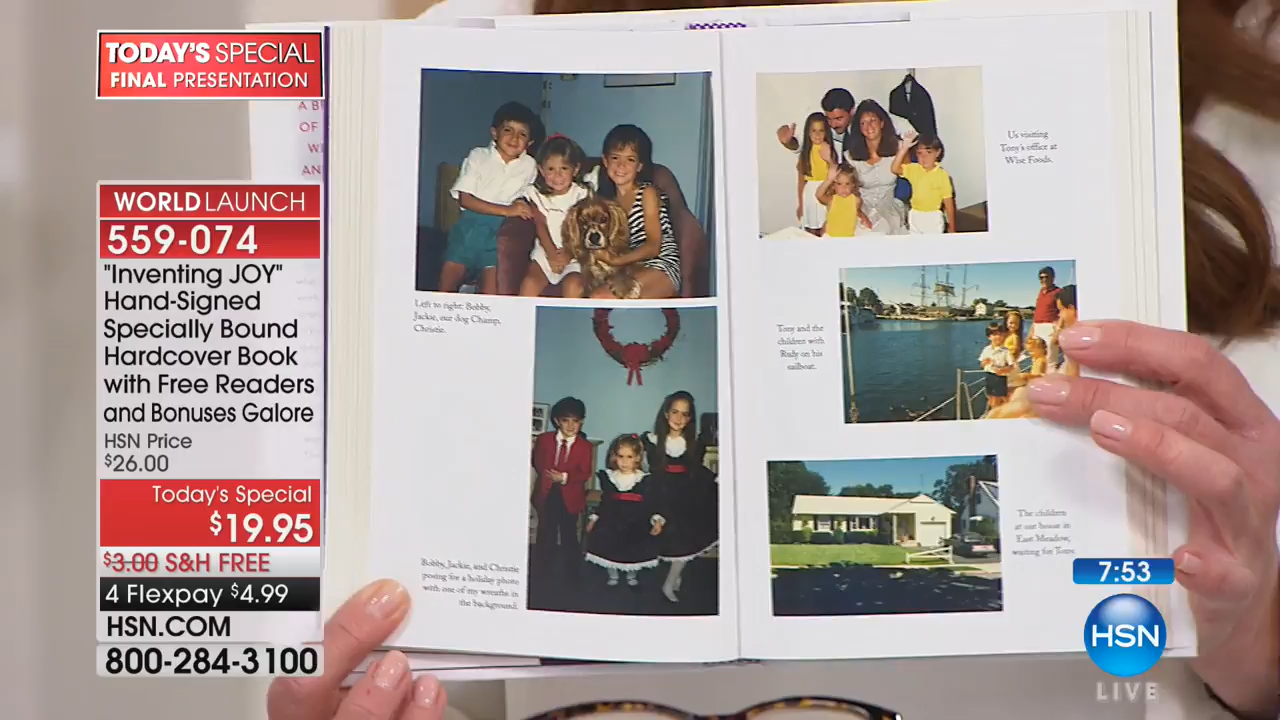 TODAY'S SPECIAL
FINAL PRESENTATION
WORLD LAUNCH
559-074
"Inventing JOY"
Hand-Signed
Specially Bound
Hardcover Book
with Free Readers
and Bonuses Galore
HSN Price
$26.00
Today's Special
$19.95
$3.00 S&H FREE
4 Flexpay $4.99
HSN.COM
800-284-3100
A B
OF
WI
AN
Left to right: Bobby,
Jackie, our dog Champ,
Christie.
Bobby, Jackie, and Christie
posing for a holiday photo
with one of my wreaths in
the background.
Us visiting
Tony's office at
Wise Foods.
Tony and the
children with
Rudy on his
sailboat.
The children
at our house in
East Meadow,
waiting for Tony.
7:53
HSN
LIVE